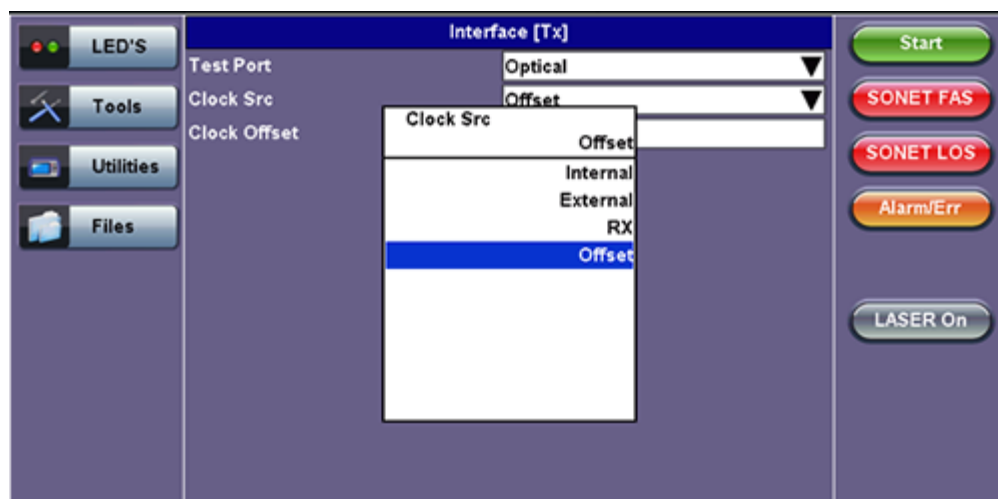 LED'S
Tools
Utilities
Files
Interface [Tx]
Test Port
Optical
Clock Src
Offset
Clock Offset
Clock Src
Offset
Internal
External
RX
Offset
Start
SONET FAS
SONET LOS
Alarm/Err
LASER On